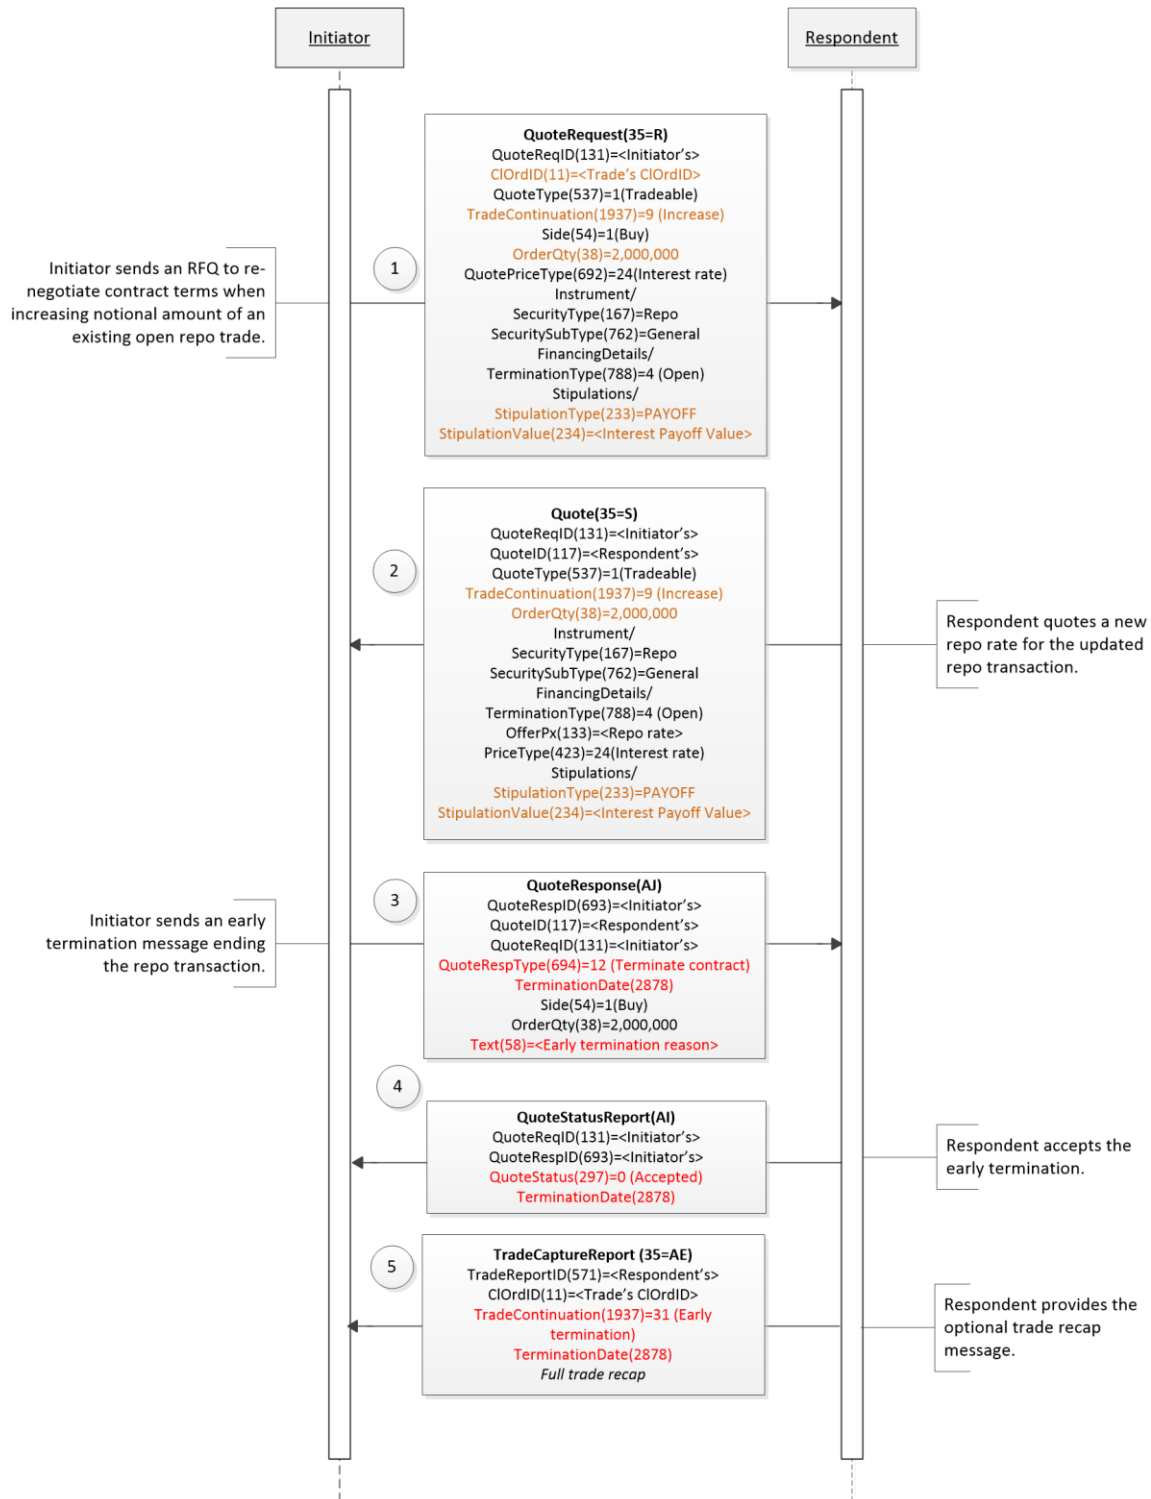 Initiator
Respondent
QuoteRequest(35=R)
QuoteReqID(131)=<Initiator's>
ClOrdID(11)=<Trade's ClOrdID>
QuoteType(537)=1(Tradeable)
TradeContinuation(1937)=9 (Increase)
Side(54)=1(Buy)
OrderQty(38)=2,000,000
QuotePriceType(692)=24(Interest rate)
Instrument/
SecurityType(167)=Repo
SecuritySubType(762)=General
FinancingDetails/
TerminationType(788)=4 (Open)
Stipulations/
StipulationType(233)=PAYOFF
StipulationValue(234)=<Interest Payoff Value>
1
Initiator sends an RFQ to re-
negotiate contract terms when
increasing notional amount of an
existing open repo trade.
Quote(35=S)
QuoteReqID(131)=<Initiator's>
QuoteID(117)=<Respondent's>
QuoteType(537)=1(Tradeable)
TradeContinuation(1937)=9 (Increase)
OrderQty(38)=2,000,000
Instrument/
SecurityType(167)=Repo
SecuritySubType(762)=General
FinancingDetails/
TerminationType(788)=4 (Open)
OfferPx(133)=<Repo rate>
PriceType(423)=24(Interest rate)
Stipulations/
StipulationType(233)=PAYOFF
StipulationValue(234)=<Interest Payoff Value>
2
Respondent quotes a new
repo rate for the updated
repo transaction.
QuoteResponse(AJ)
QuoteRespID(693)=<Initiator's>
QuoteID(117)=<Respondent's>
QuoteReqID(131)=<Initiator's>
QuoteRespType(694)=12 (Terminate contract)
TerminationDate(2878)
Side(54)=1(Buy)
OrderQty(38)=2,000,000
Text(58)=<Early termination reason>
3
Initiator sends an early
termination message ending
the repo transaction.
4
QuoteStatusReport(AI)
QuoteReqID(131)=<Initiator's>
QuoteRespID(693)=<Initiator's>
QuoteStatus(297)=0 (Accepted)
TerminationDate(2878)
Respondent accepts the
early termination.
5
TradeCaptureReport (35=AE)
TradeReportID(571)=<Respondent's>
ClOrdID(11)=<Trade's ClOrdID>
TradeContinuation(1937)=31 (Early
termination)
TerminationDate(2878)
Full trade recap
Respondent provides the
optional trade recap
message.